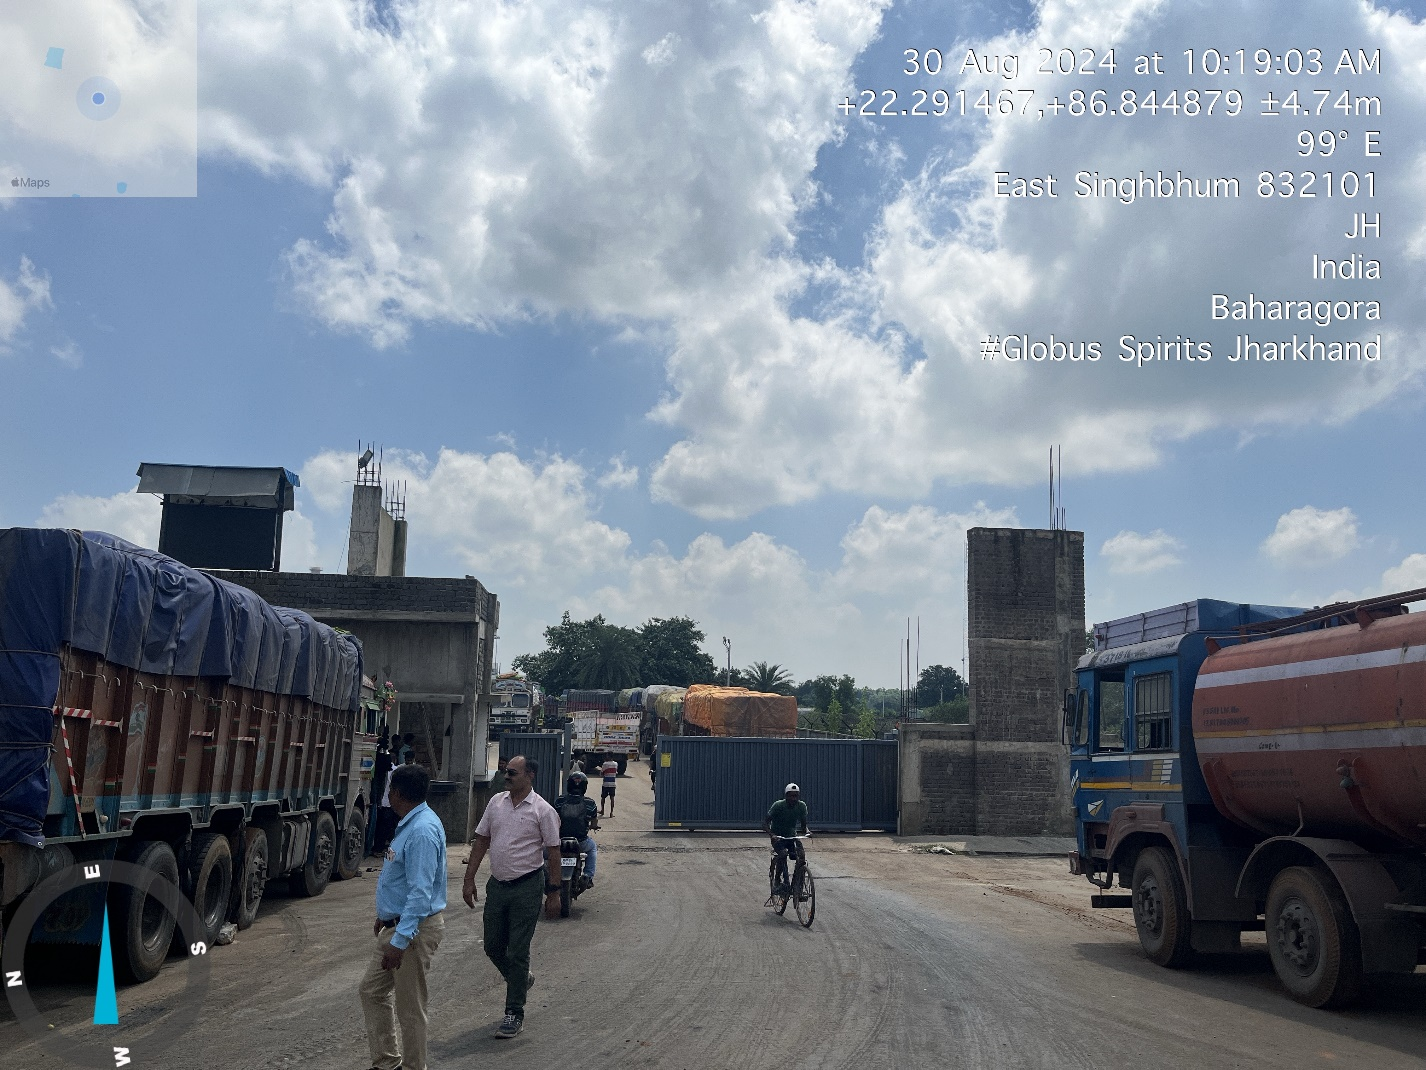 Maps
30 Aug 2024 at 10:19:03 AM
+22.291467,+86.844879 ±4.74m
99° E
East Singhbhum 832101
JH
India
Baharagora
#Globus Spirits Jharkhand
E
S
N
W